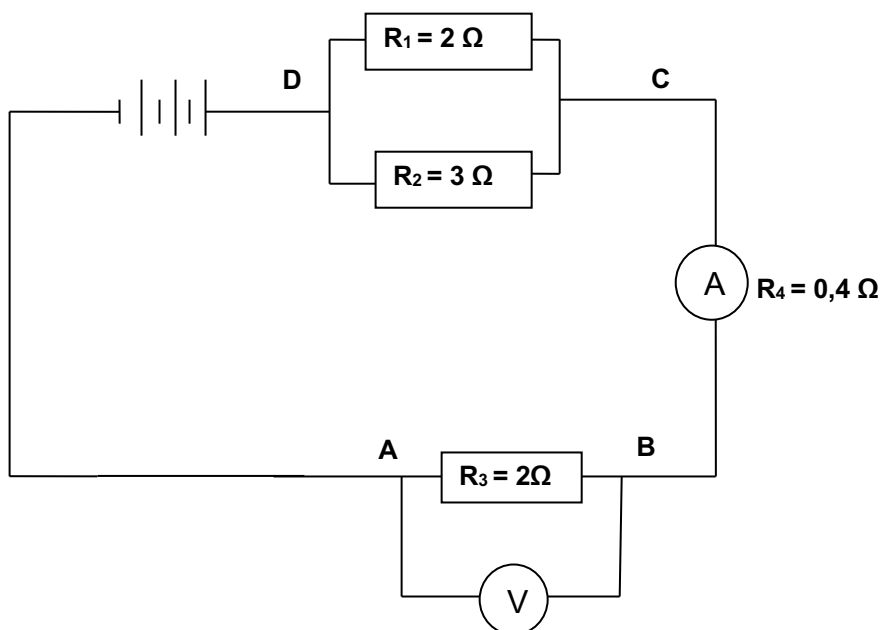 R₁ = 2 Ω
D
C
R₂ = 3 Ω
A
R₄ = 0,4 Ω
A
B
R₃ = 2Ω
V